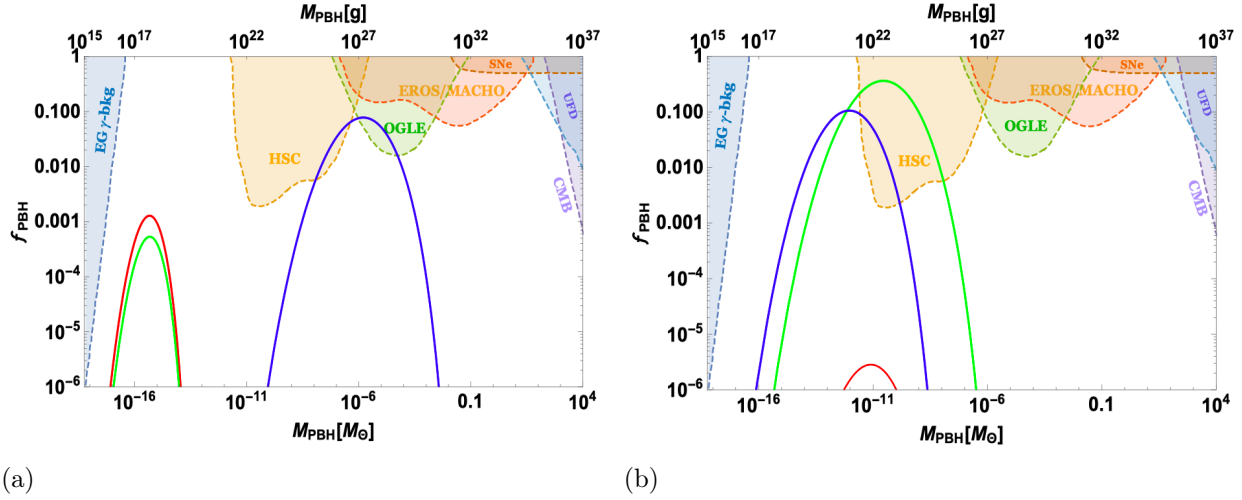 M_PBH[g]
10^15 10^17 10^22 10^27 10^32 10^37
1
0.100
0.010
0.001
10^-4
10^-5
10^-6
f_PBH
EG γ-bkg
HSC
OGLE
EROS/MACHO
SNe
UFD
CMB
10^-16 10^-11 10^-6 0.1 10^4
M_PBH[M_⊙]
(a)
M_PBH[g]
10^15 10^17 10^22 10^27 10^32 10^37
1
0.100
0.010
0.001
10^-4
10^-5
10^-6
f_PBH
EG γ-bkg
HSC
OGLE
EROS/MACHO
SNe
UFD
CMB
10^-16 10^-11 10^-6 0.1 10^4
M_PBH[M_⊙]
(b)